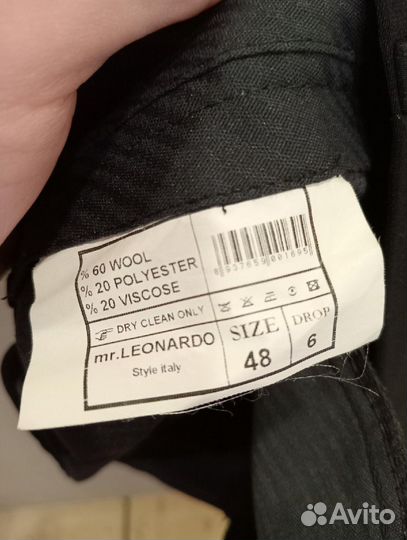 % 60 WOOL
% 20 POLYESTER
% 20 VISCOSE
DRY CLEAN ONLY
mr.LEONARDO
Style italy
SIZE
48
DROP
6
Avito